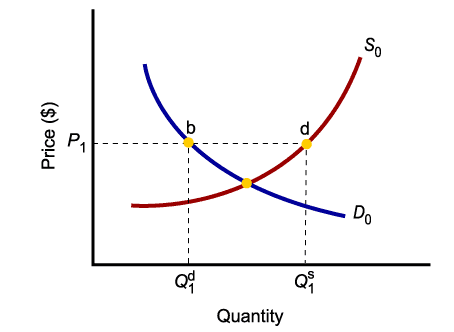 S₀
b
d
P₁
Price ($)
D₀
Q₁ᵈ
Q₁ˢ
Quantity